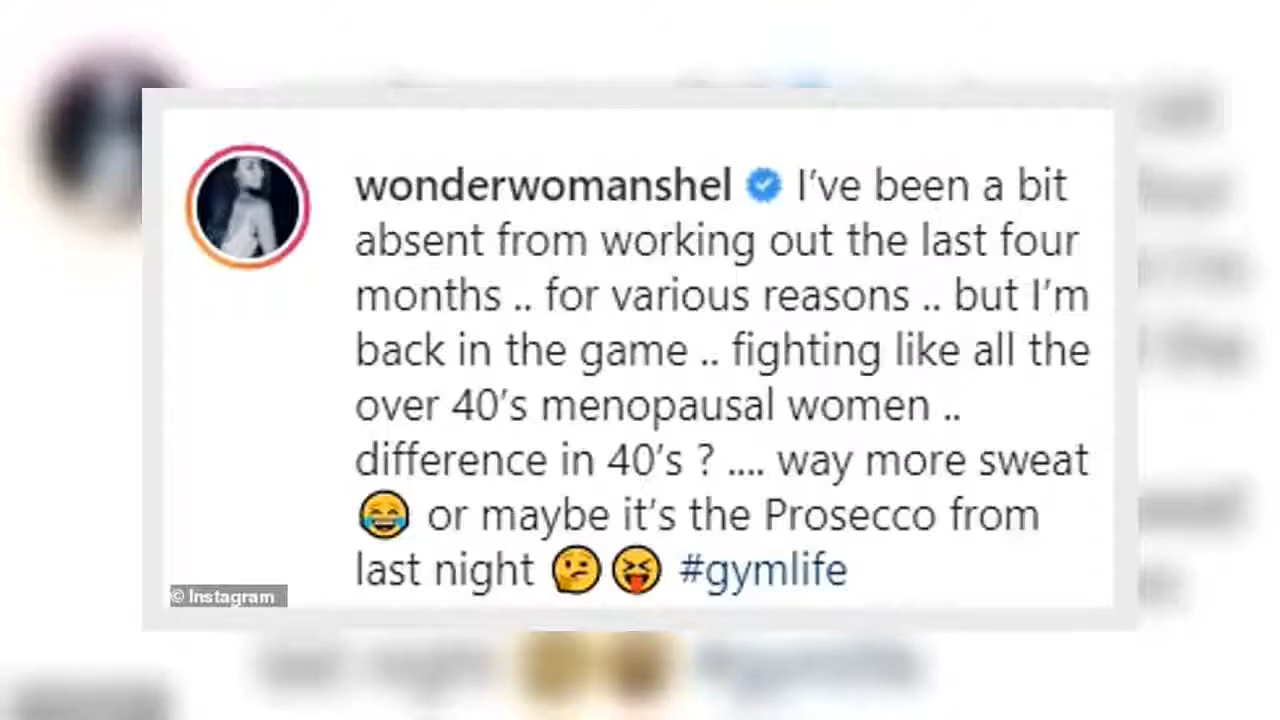 wonderwomanshel I’ve been a bit
absent from working out the last four
months .. for various reasons .. but I’m
back in the game .. fighting like all the
over 40’s menopausal women ..
difference in 40’s ? .... way more sweat
😂 or maybe it’s the Prosecco from
last night 🤔😝 #gymlife
© Instagram